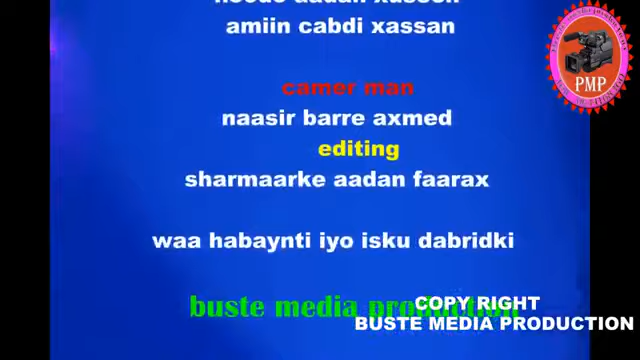 amiin cabdi xassan
camer man
naasir barre axmed
editing
sharmaarke aadan faarax
waa habaynti iyo isku dabridki
buste media production
COPY RIGHT
BUSTE MEDIA PRODUCTION
PMP